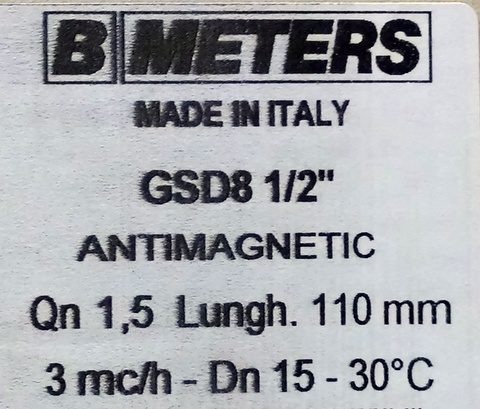 B METERS
MADE IN ITALY
GSD8 1/2"
ANTIMAGNETIC
Qn 1,5 Lungh. 110 mm
3 mc/h - Dn 15 - 30°C